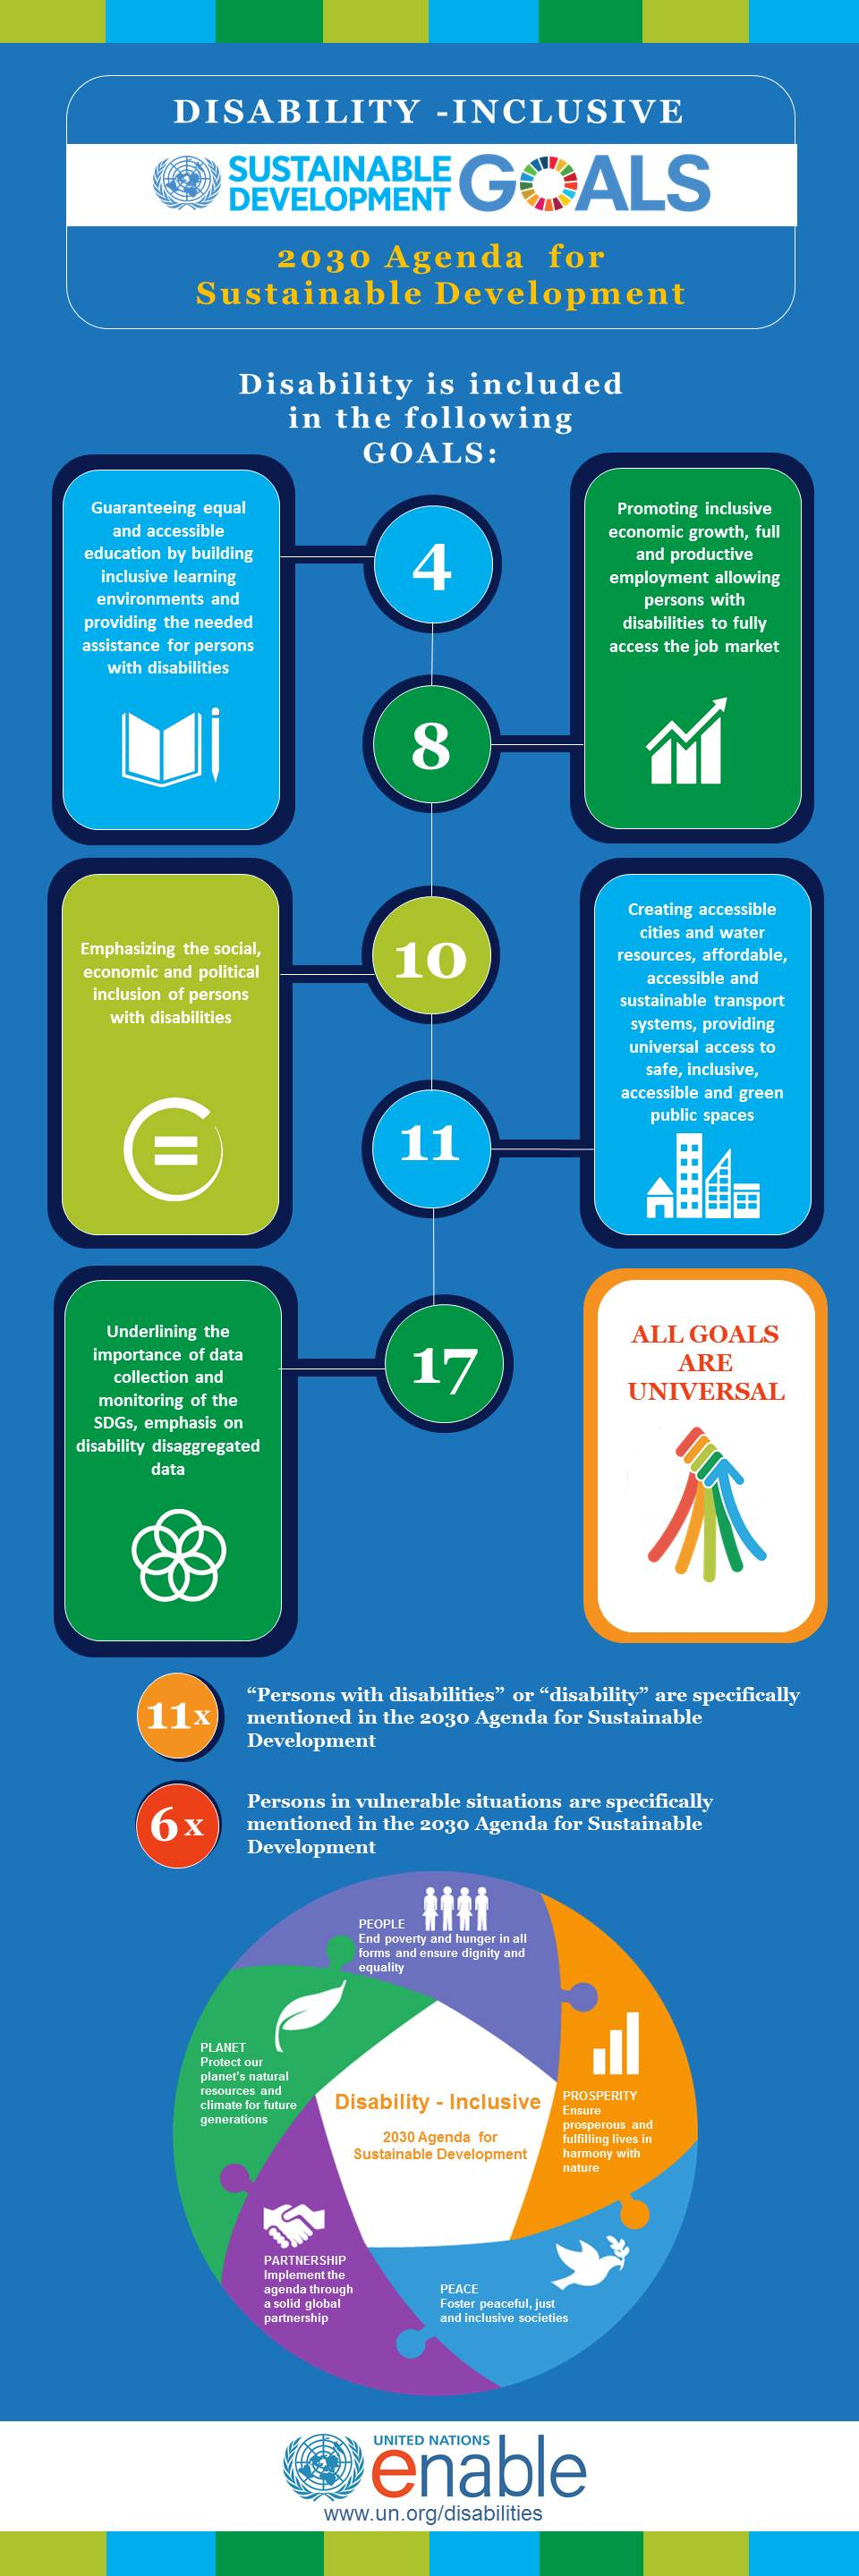 DISABILITY -INCLUSIVE
SUSTAINABLE
DEVELOPMENT
GOALS
2030 Agenda for
Sustainable Development
Disability is included
in the following
GOALS:
Guaranteeing equal
and accessible
education by building
inclusive learning
environments and
providing the needed
assistance for persons
with disabilities
4
Promoting inclusive
economic growth, full
and productive
employment allowing
persons with
disabilities to fully
access the job market
8
Emphasizing the social,
economic and political
inclusion of persons
with disabilities
10
Creating accessible
cities and water
resources, affordable,
accessible and
sustainable transport
systems, providing
universal access to
safe, inclusive,
accessible and green
public spaces
11
Underlining the
importance of data
collection and
monitoring of the
SDGs, emphasis on
disability disaggregated
data
17
ALL GOALS
ARE
UNIVERSAL
11x
“Persons with disabilities” or “disability” are specifically
mentioned in the 2030 Agenda for Sustainable
Development
6 x
Persons in vulnerable situations are specifically
mentioned in the 2030 Agenda for Sustainable
Development
PEOPLE
End poverty and hunger in all
forms and ensure dignity and
equality
PLANET
Protect our
planet's natural
resources and
climate for future
generations
Disability - Inclusive
2030 Agenda for
Sustainable Development
PROSPERITY
Ensure
prosperous and
fulfilling lives in
harmony with
nature
PARTNERSHIP
Implement the
agenda through
a solid global
partnership
PEACE
Foster peaceful, just
and inclusive societies
UNITED NATIONS
enable
www.un.org/disabilities